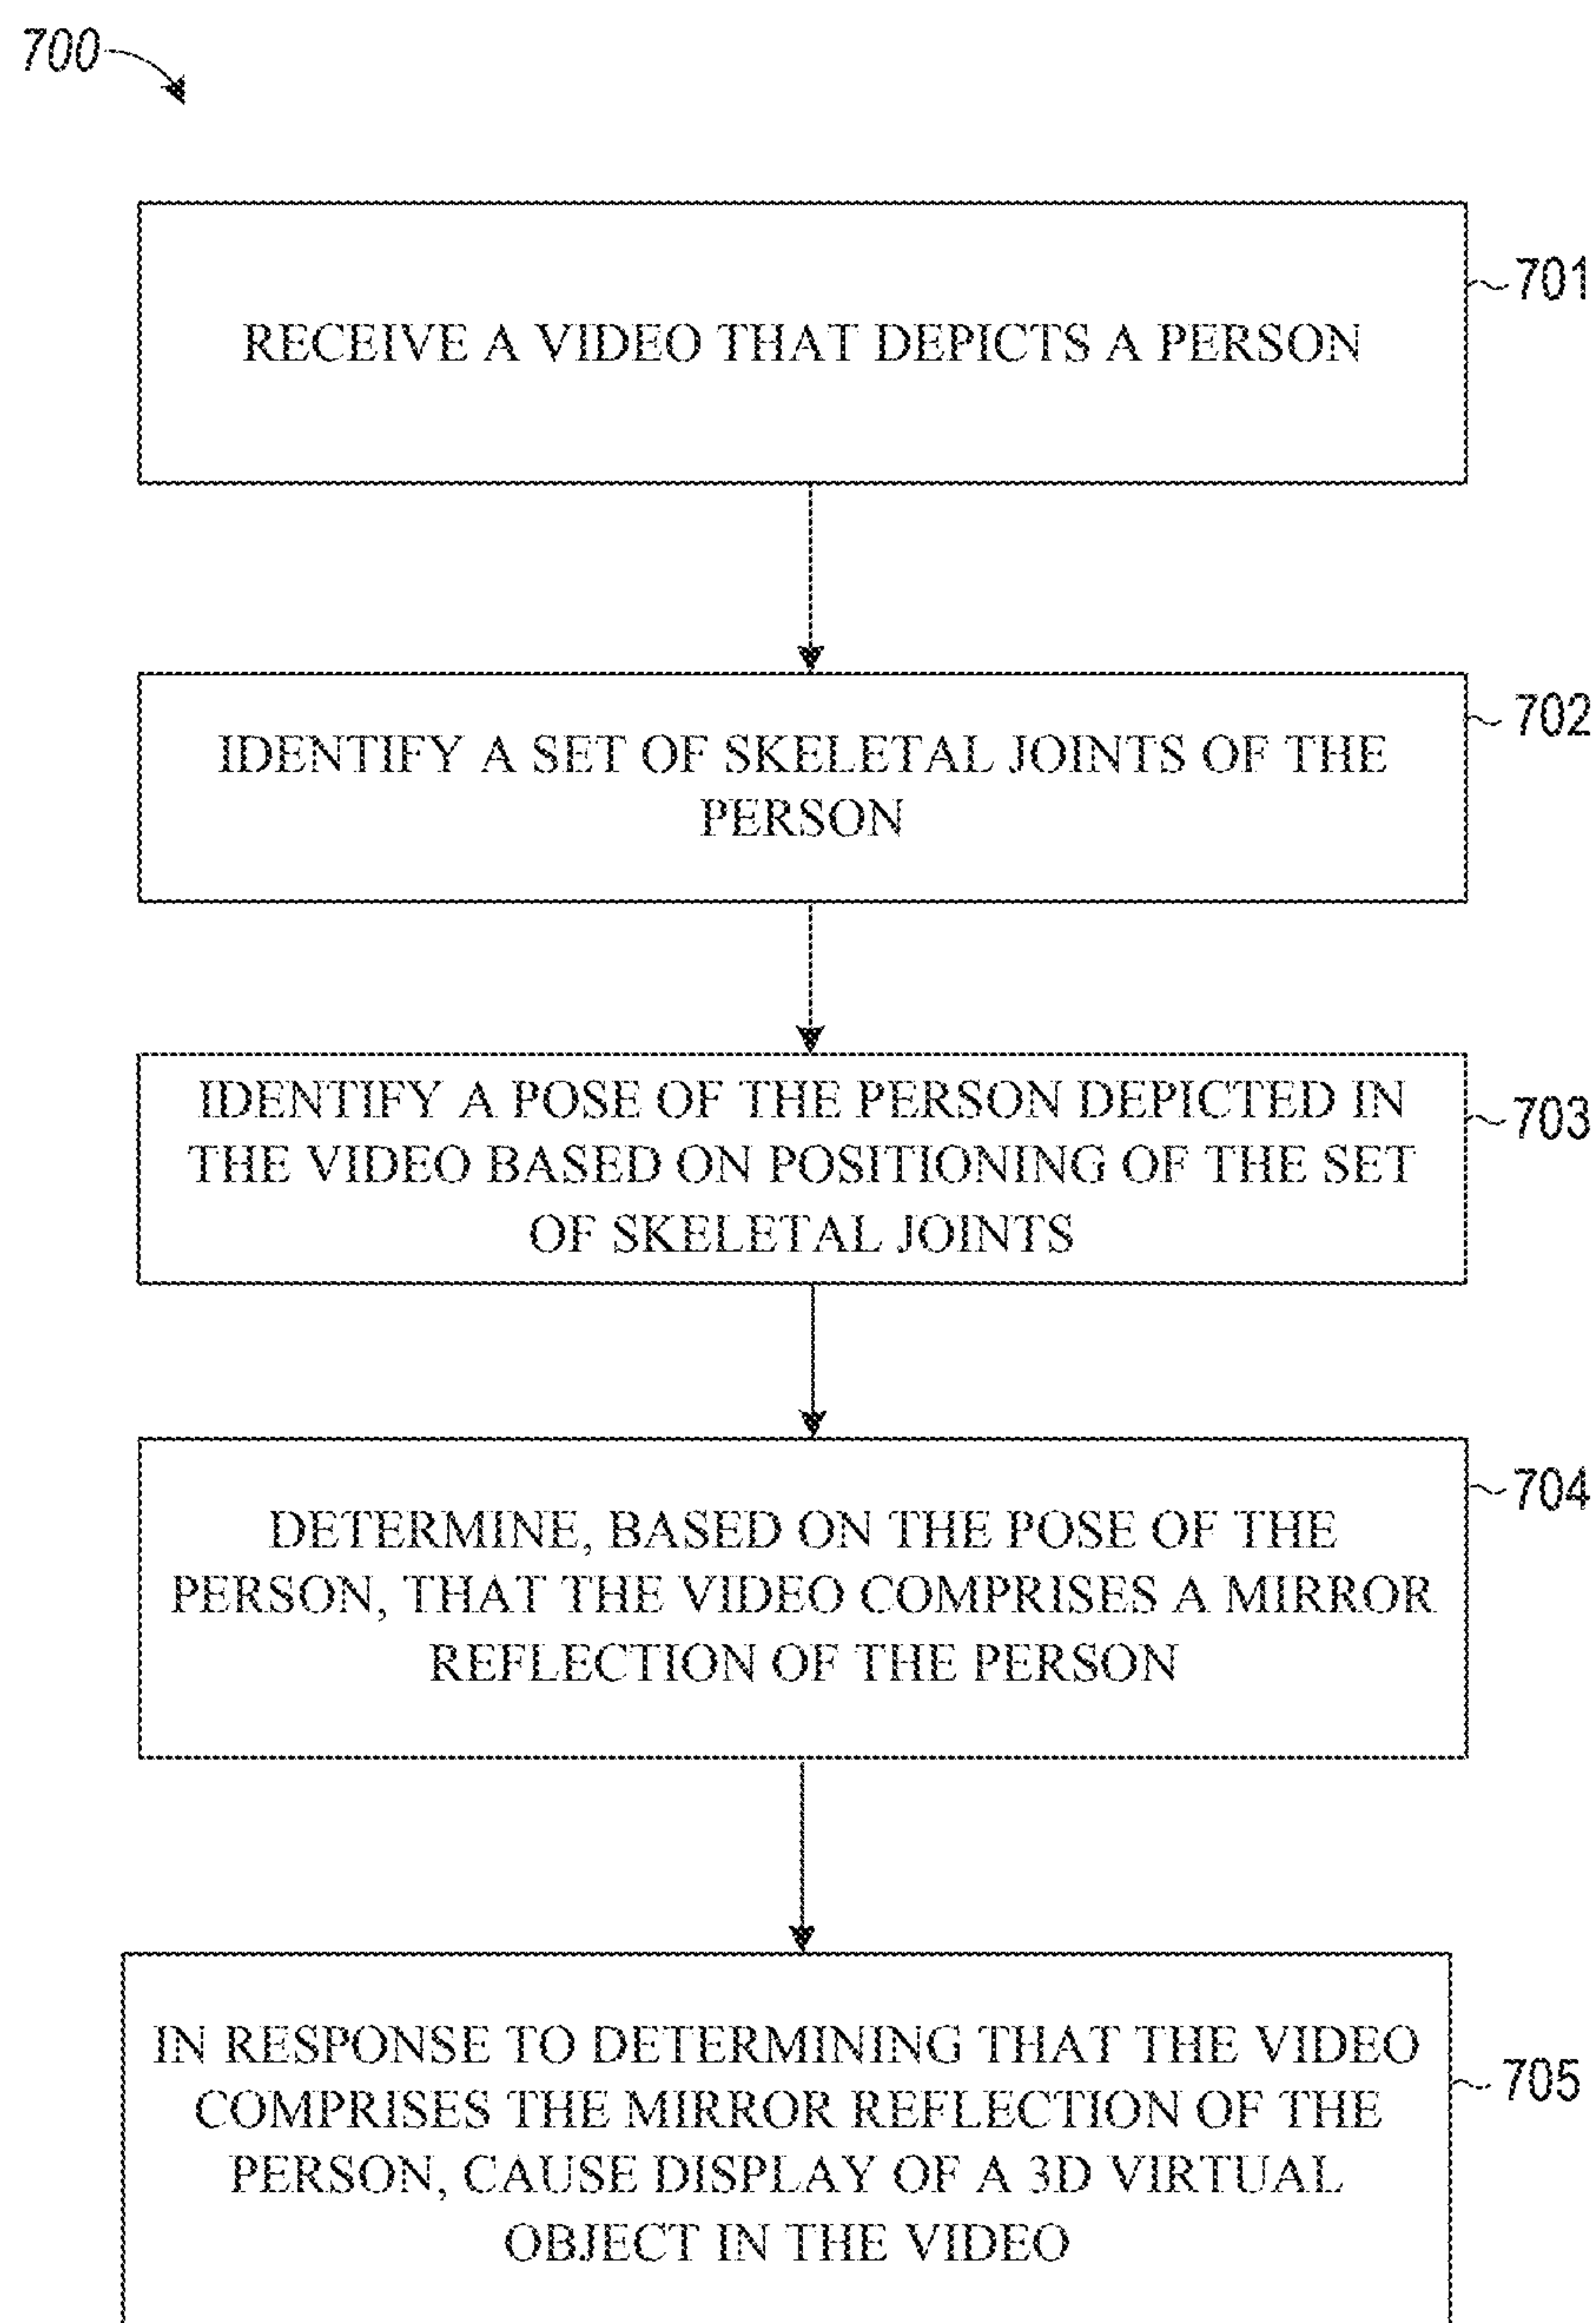 700
RECEIVE A VIDEO THAT DEPICTS A PERSON
701
IDENTIFY A SET OF SKELETAL JOINTS OF THE
PERSON
702
IDENTIFY A POSE OF THE PERSON DEPICTED IN
THE VIDEO BASED ON POSITIONING OF THE SET
OF SKELETAL JOINTS
703
DETERMINE, BASED ON THE POSE OF THE
PERSON, THAT THE VIDEO COMPRISES A MIRROR
REFLECTION OF THE PERSON
704
IN RESPONSE TO DETERMINING THAT THE VIDEO
COMPRISES THE MIRROR REFLECTION OF THE
PERSON, CAUSE DISPLAY OF A 3D VIRTUAL
OBJECT IN THE VIDEO
705